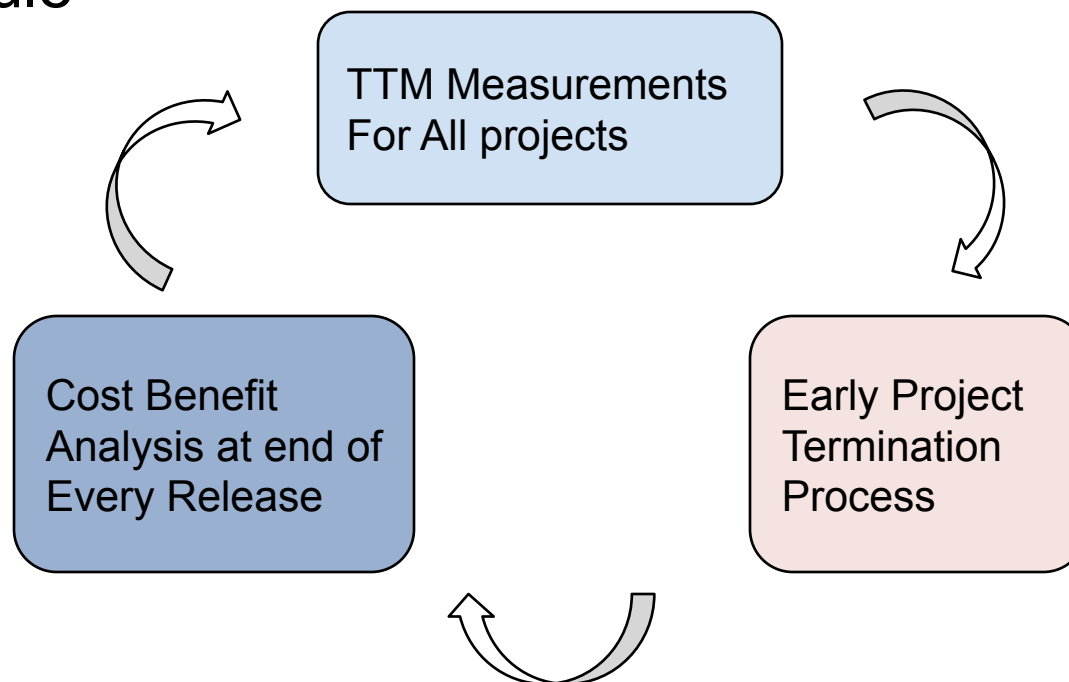 TTM Measurements
For All projects
Cost Benefit
Analysis at end of
Every Release
Early Project
Termination
Process